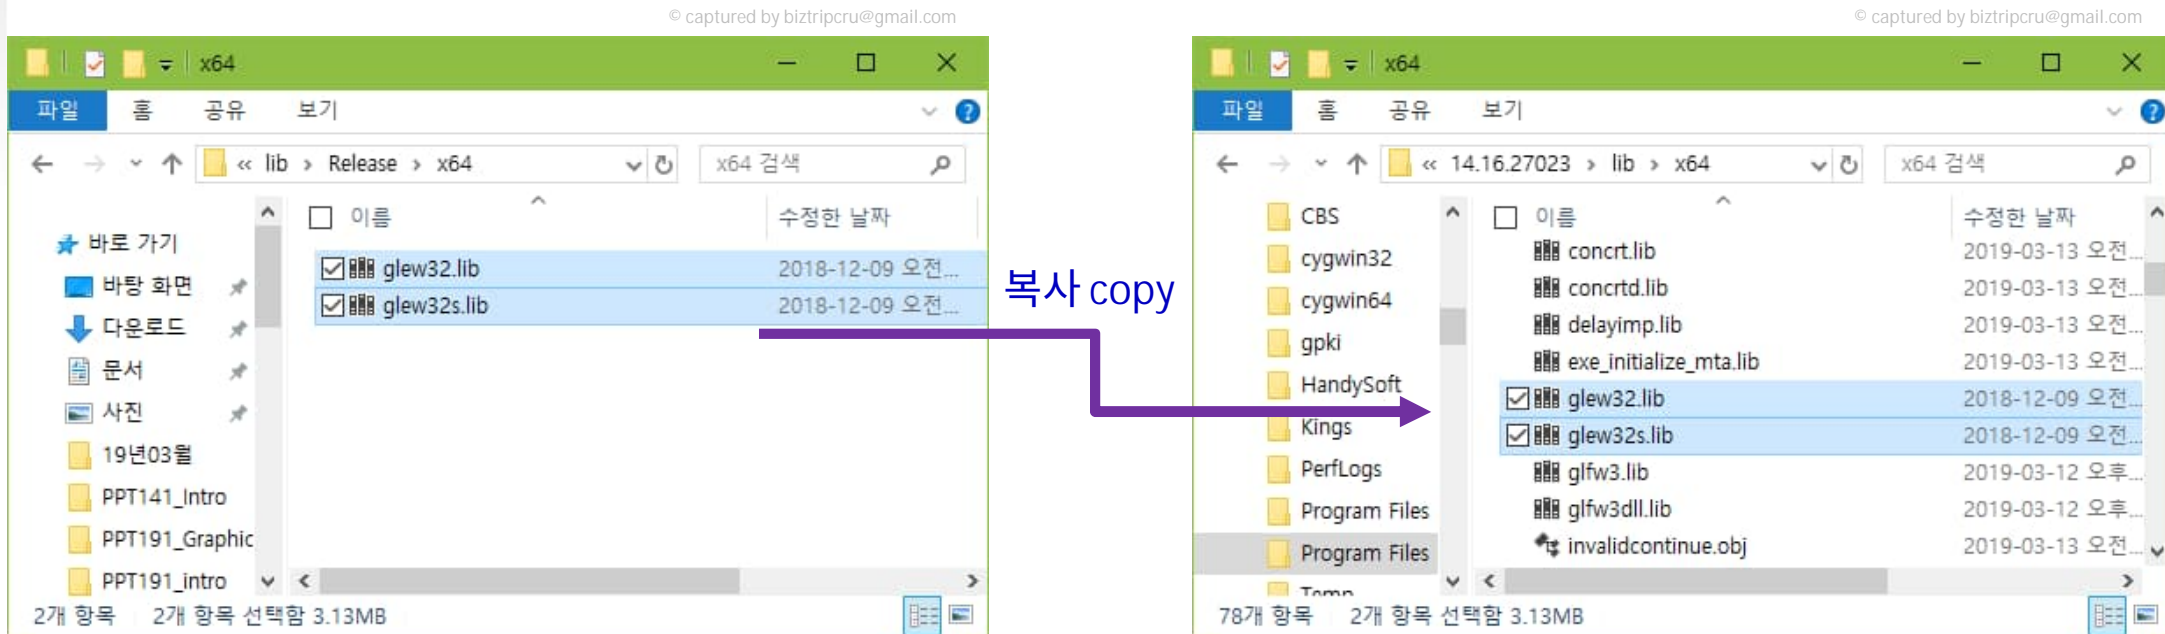 © captured by biztripcru@gmail.com
© captured by biztripcru@gmail.com
x64
파일 홈 공유 보기
« lib › Release › x64
x64 검색
이름 수정한 날짜
바로 가기
바탕 화면
다운로드
문서
사진
19년03월
PPT141_Intro
PPT191_Graphic
PPT191_intro
glew32.lib 2018-12-09 오전...
glew32s.lib 2018-12-09 오전...
2개 항목 2개 항목 선택함 3.13MB
복사 copy
x64
파일 홈 공유 보기
« 14.16.27023 › lib › x64
x64 검색
CBS
cygwin32
cygwin64
gpki
HandySoft
Kings
PerfLogs
Program Files
Program Files
Temp
이름 수정한 날짜
concrt.lib 2019-03-13 오전...
concrtd.lib 2019-03-13 오전...
delayimp.lib 2019-03-13 오전...
exe_initialize_mta.lib 2019-03-13 오전...
glew32.lib 2018-12-09 오전...
glew32s.lib 2018-12-09 오전...
glfw3.lib 2019-03-12 오후...
glfw3dll.lib 2019-03-12 오후...
invalidcontinue.obj 2019-03-13 오전...
78개 항목 2개 항목 선택함 3.13MB